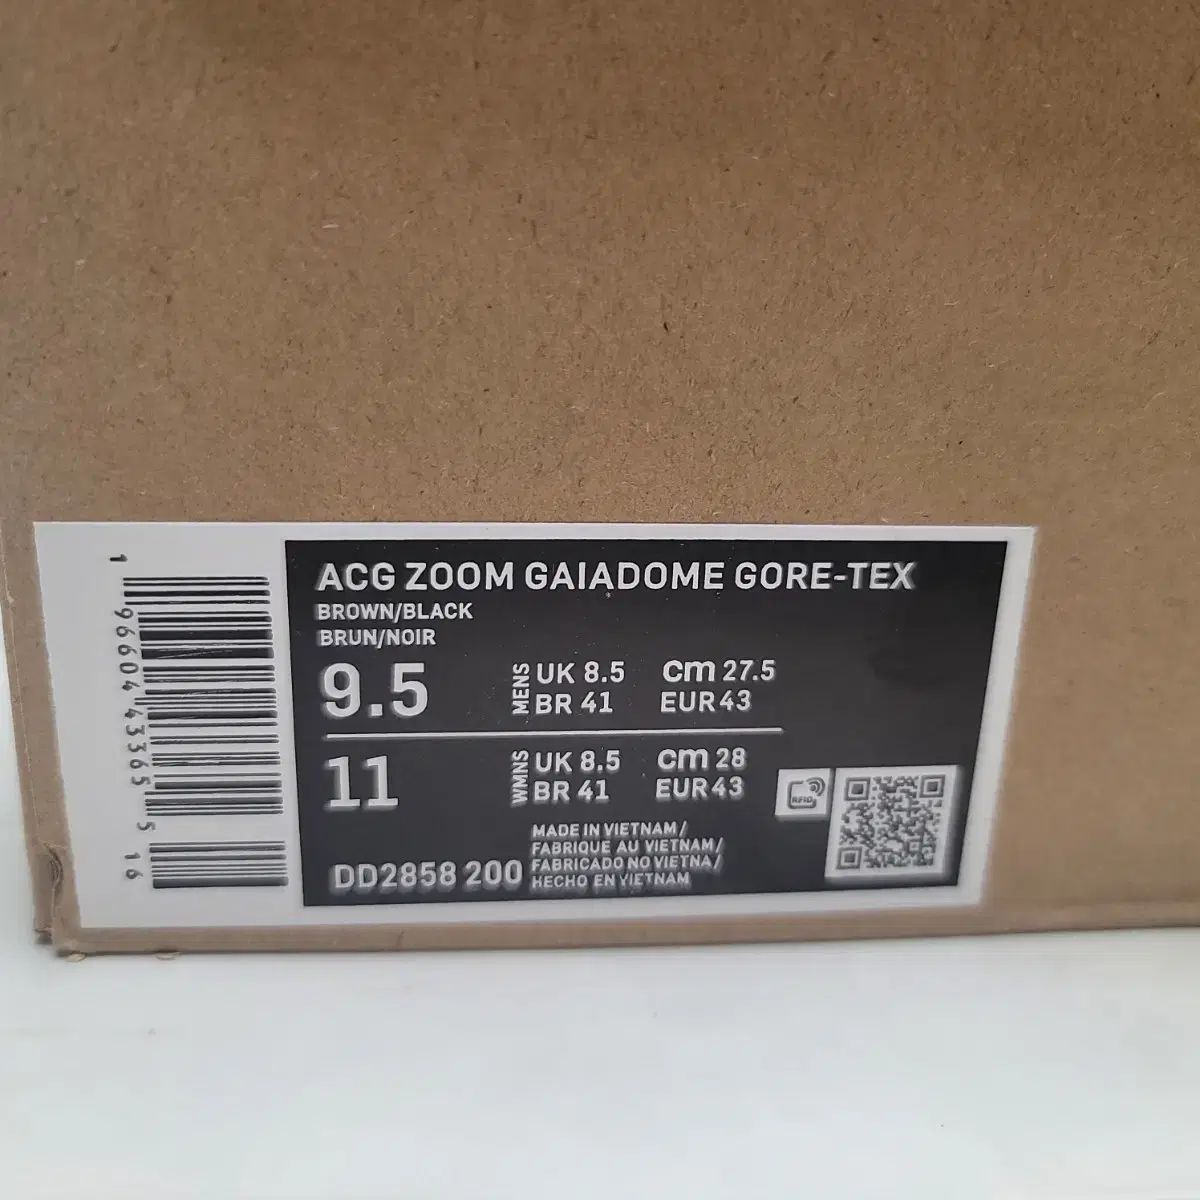 ACG ZOOM GAIADOME GORE-TEX
BROWN/BLACK
BRUN/NOIR
9.5 MENS UK 8.5 cm 27.5
BR 41 EUR 43
11 WMNS UK 8.5 cm 28
BR 41 EUR 43
RFID
MADE IN VIETNAM/
FABRIQUE AU VIETNAM/
FABRICADO NO VIETNA/
HECHO EN VIETNAM
DD2858 200
1 96604 43365 5 16